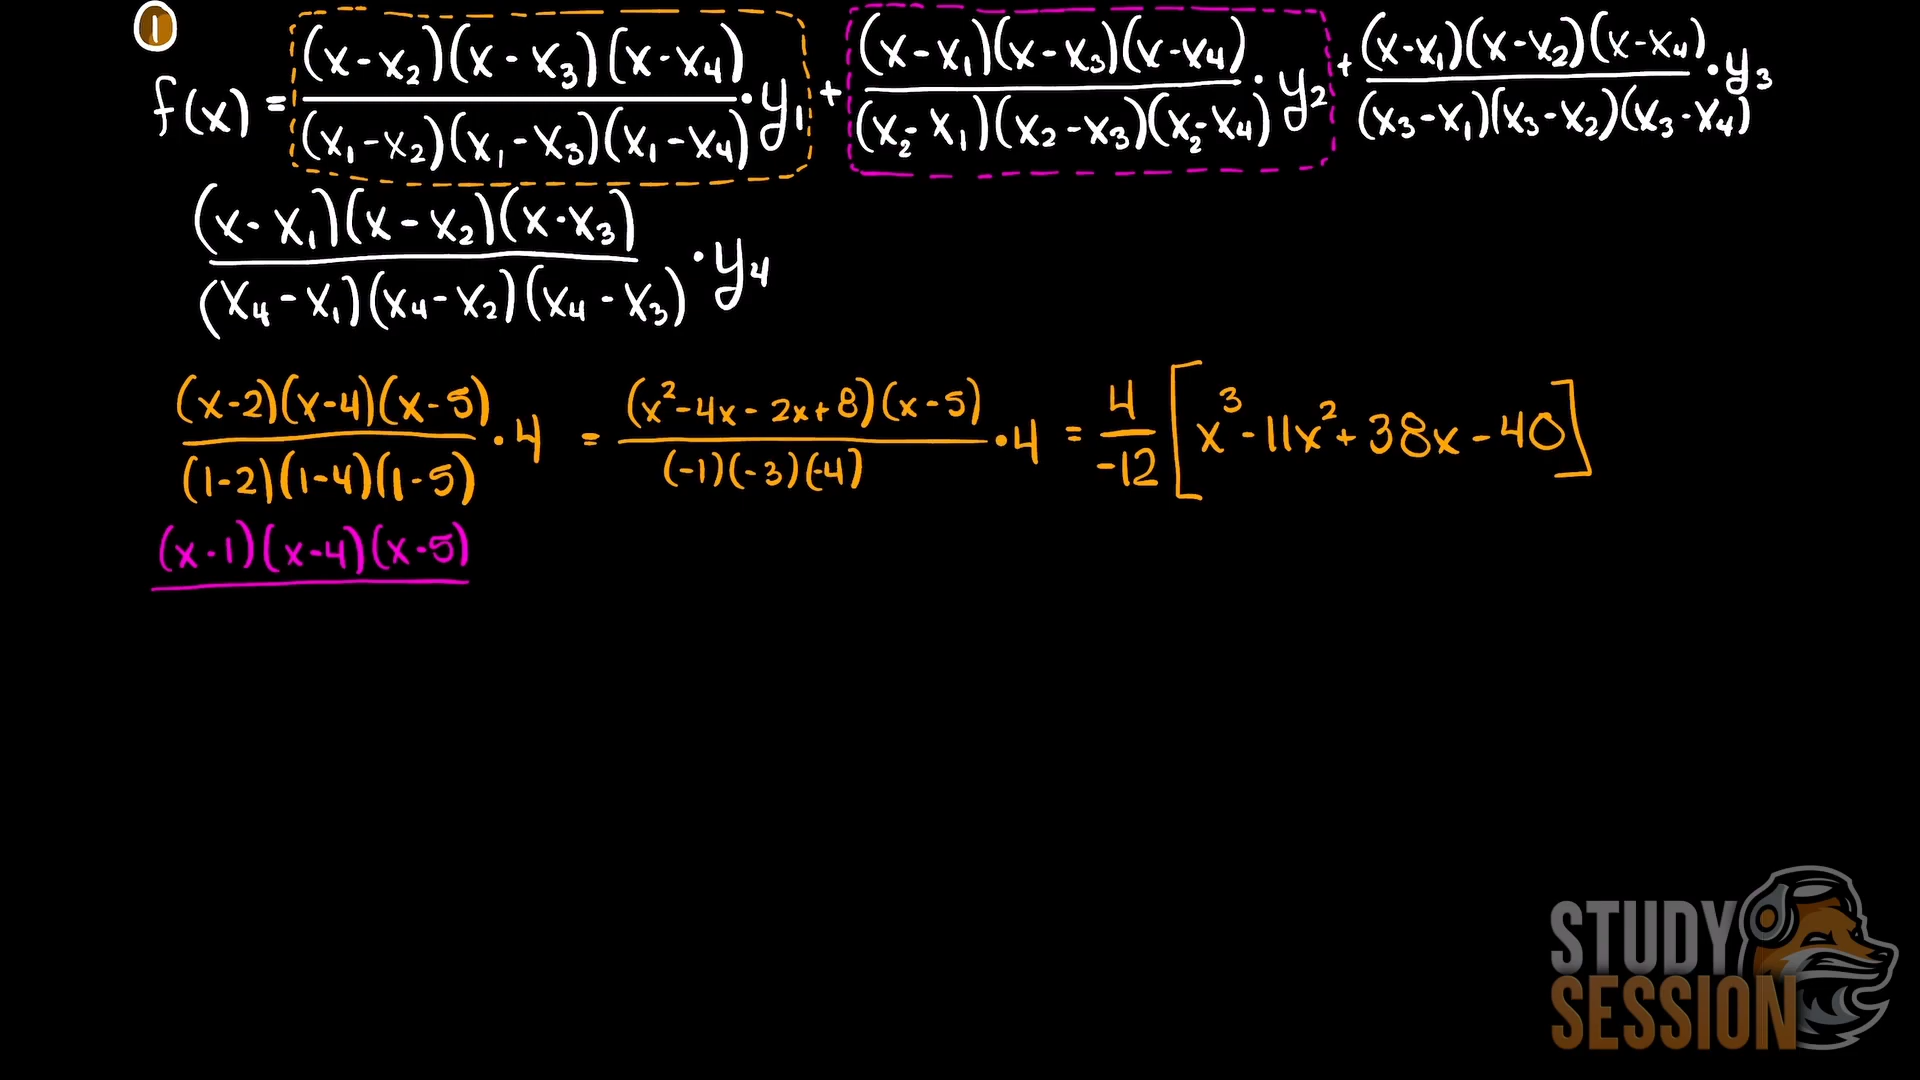 ①
f(x) = (x-x₂)(x-x₃)(x-x₄)/(x₁-x₂)(x₁-x₃)(x₁-x₄) · y₁ + (x-x₁)(x-x₃)(x-x₄)/(x₂-x₁)(x₂-x₃)(x₂-x₄) · y₂ + (x-x₁)(x-x₂)(x-x₄)/(x₃-x₁)(x₃-x₂)(x₃-x₄) · y₃
(x-x₁)(x-x₂)(x-x₃)/(x₄-x₁)(x₄-x₂)(x₄-x₃) · y₄
(x-2)(x-4)(x-5)/(1-2)(1-4)(1-5) · 4 = (x²-4x-2x+8)(x-5)/(-1)(-3)(-4) · 4 = 4/-12 [x³-11x²+38x-40]
(x-1)(x-4)(x-5)
STUDY
SESSION